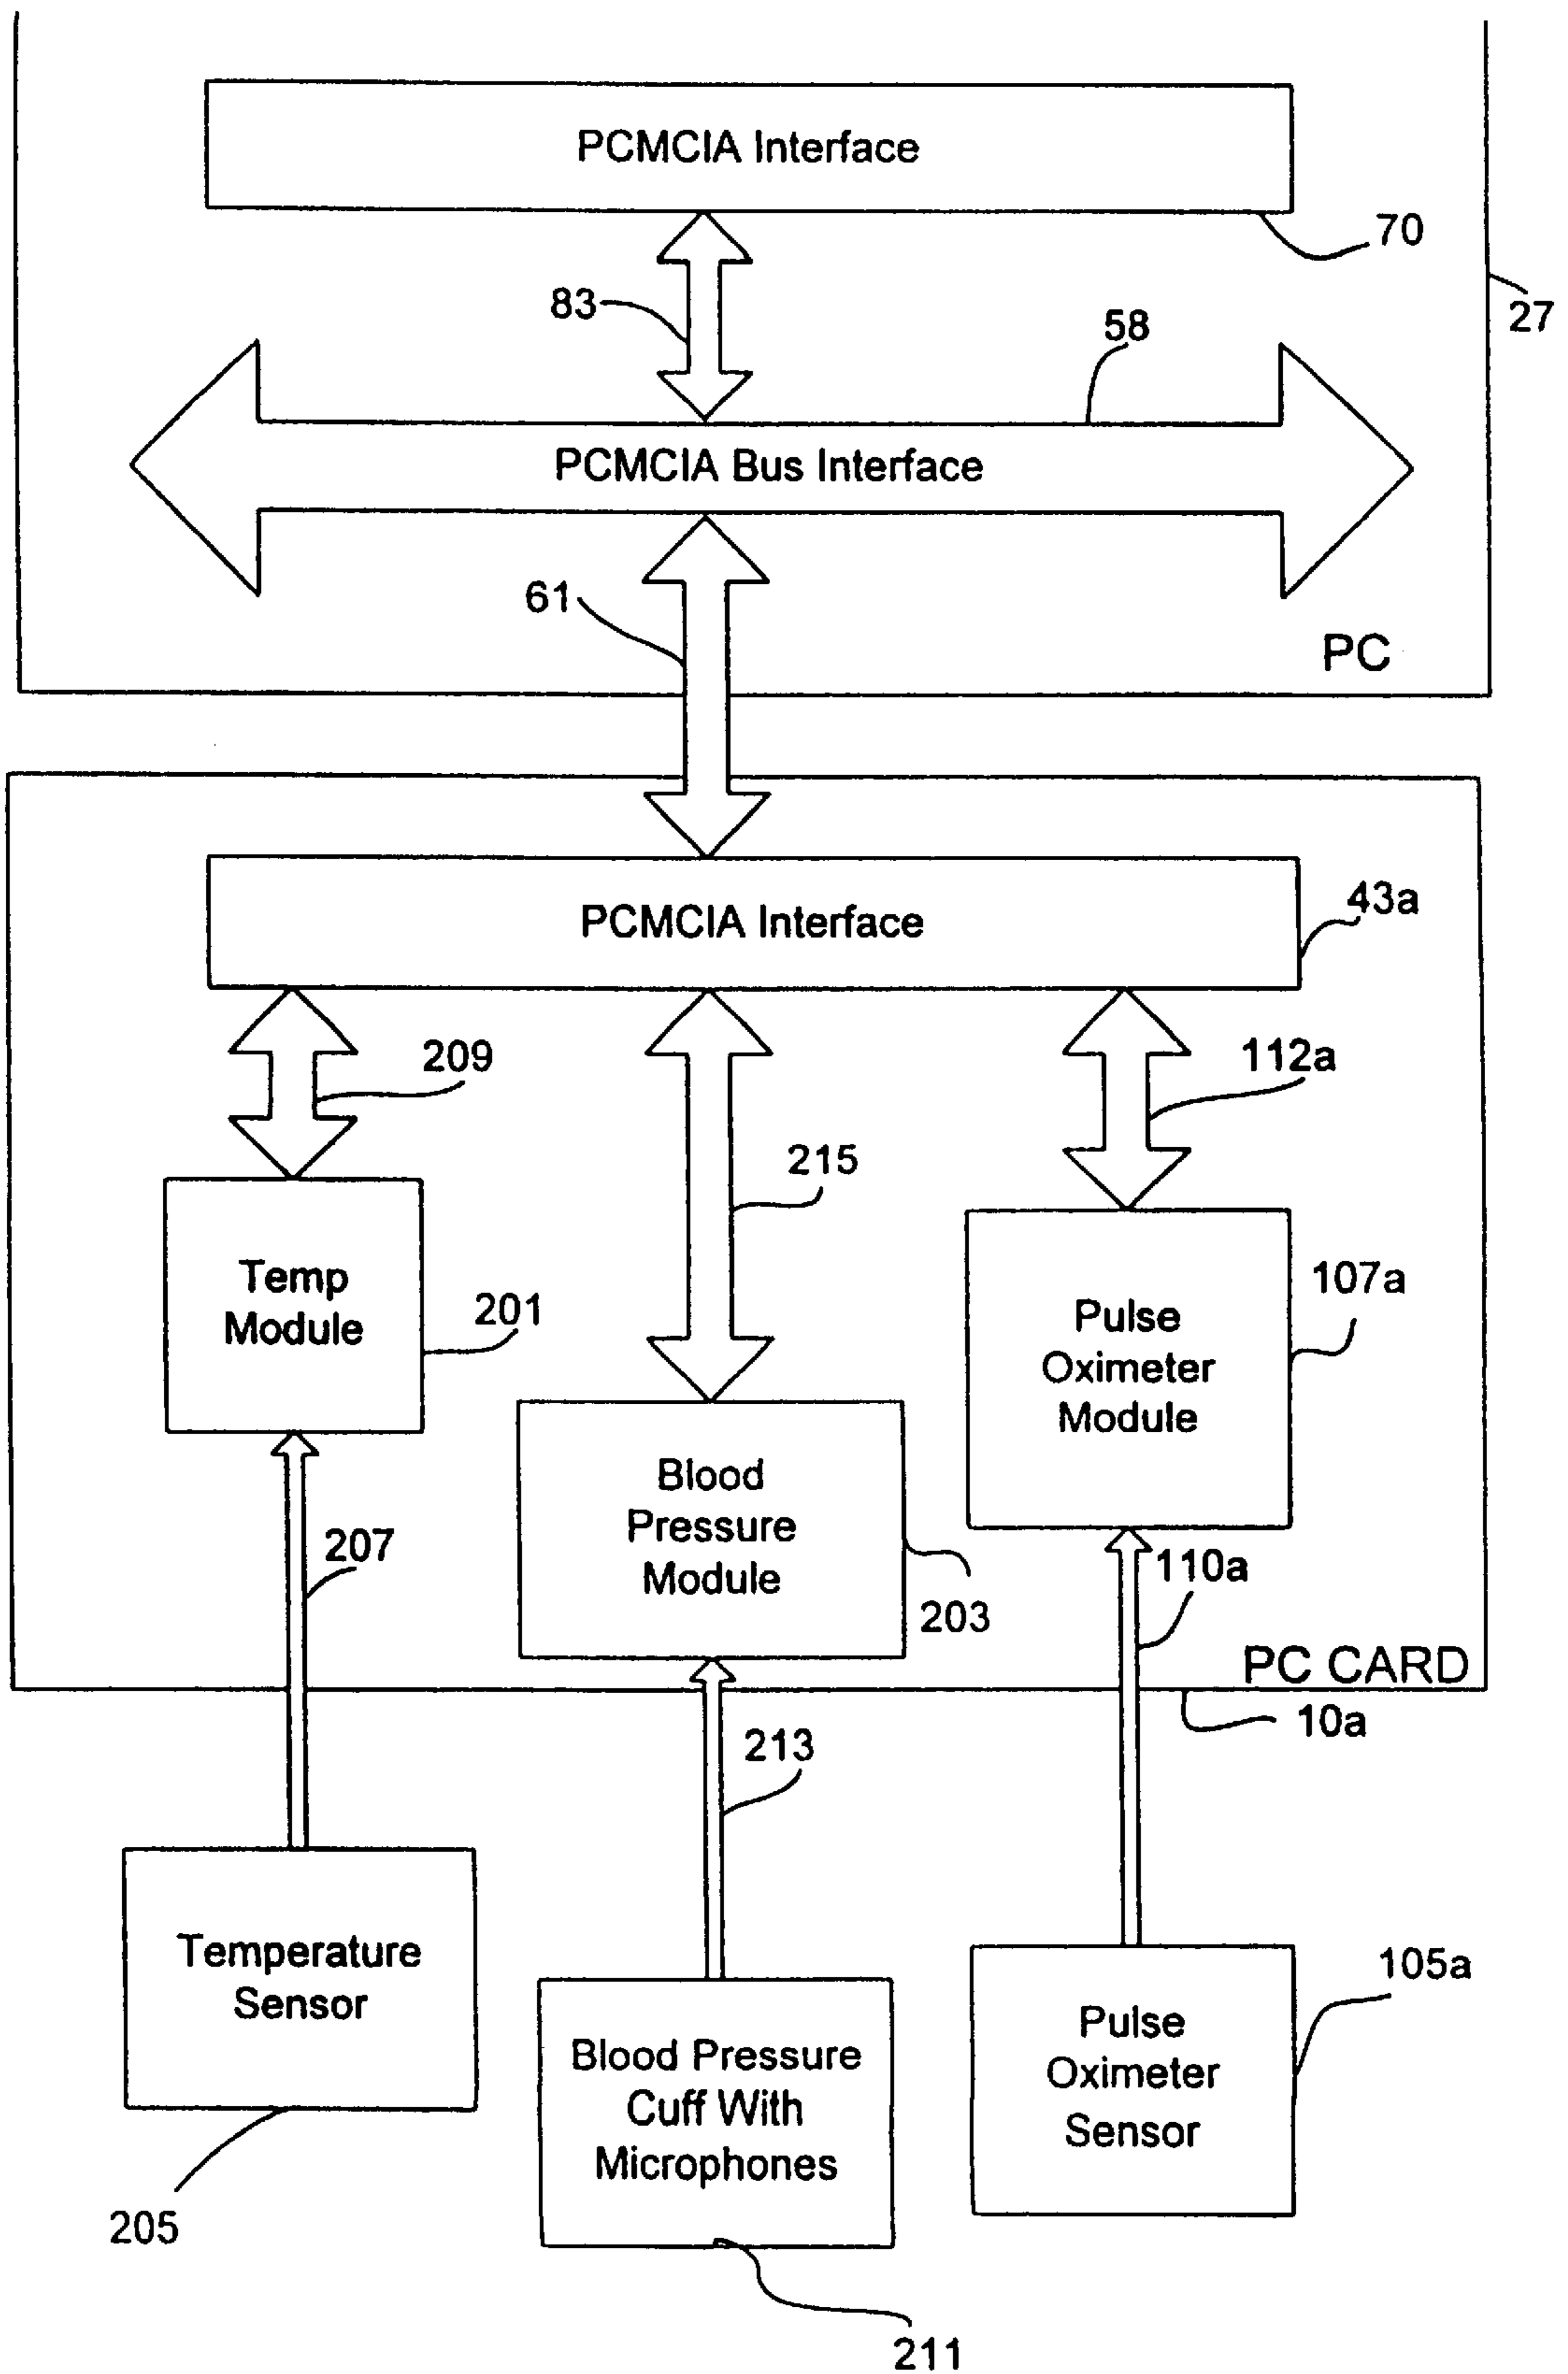 PCMCIA Interface
70
27
83
58
PCMCIA Bus Interface
61
PC
PCMCIA Interface
43a
209
112a
215
Temp
Module
201
107a
Pulse
Oximeter
Module
Blood
Pressure
Module
203
207
110a
PC CARD
10a
213
Temperature
Sensor
205
Blood Pressure
Cuff With
Microphones
211
105a
Pulse
Oximeter
Sensor